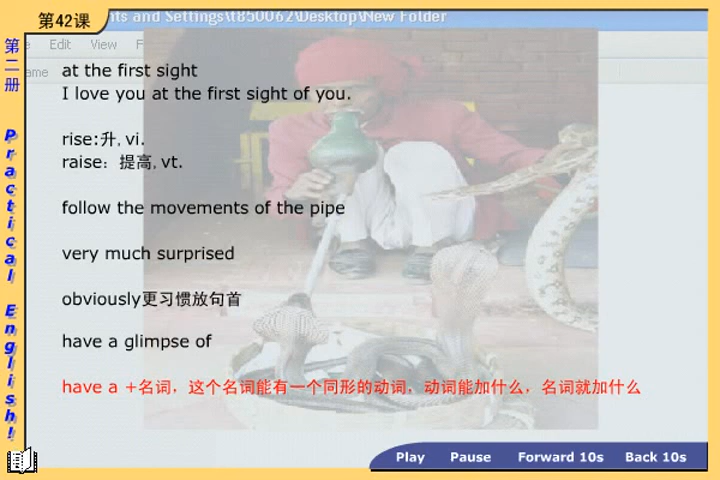 第42课
nts and Settings\t850062\Desktop\New Folder
Edit View F
ame
第二册
Practical English!
at the first sight
I love you at the first sight of you.
rise:升, vi.
raise：提高, vt.
follow the movements of the pipe
very much surprised
obviously更习惯放句首
have a glimpse of
have a +名词，这个名词能有一个同形的动词，动词能加什么，名词就加什么
Play Pause Forward 10s Back 10s